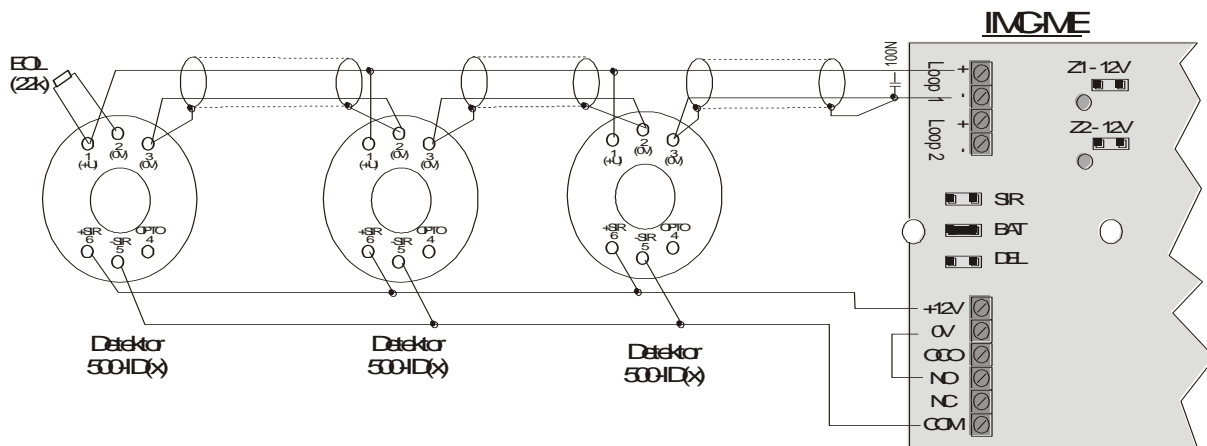 IMG-ME
EOL
(22k)
100N
Loop 1
+
-
Loop 2
+
-
Z1 - 12V
Z2 - 12V
1
(+U)
2
(0V)
3
(0V)
+SIR
6
-SIR
5
OPTO
4
1
(+U)
2
(0V)
3
(0V)
+SIR
6
-SIR
5
OPTO
4
1
(+U)
2
(0V)
3
(0V)
+SIR
6
-SIR
5
OPTO
4
SIR
BAT
DEL
+12V
0V
OCO
NO
NC
COM
Detektor
500-ID(x)
Detektor
500-ID(x)
Detektor
500-ID(x)